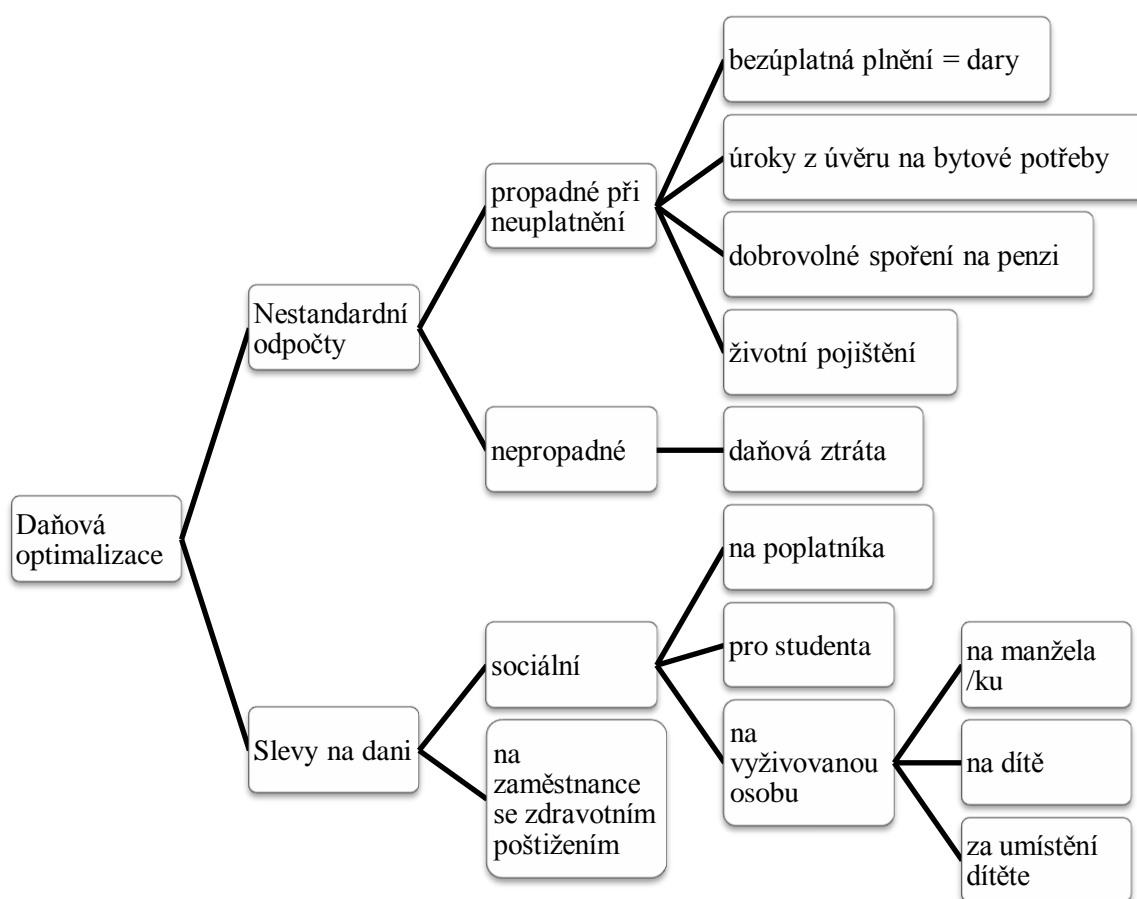 bezúplatná plnění = dary
úroky z úvěru na bytové potřeby
propadné při
neuplatnění
dobrovolné spoření na penzi
Nestandardní
odpočty
životní pojištění
nepropadné
daňová ztráta
Daňová
optimalizace
na poplatníka
sociální
pro studenta
na manžela
/ku
Slevy na dani
na
zaměstnance
se zdravotním
poštižením
na
vyživovanou
osobu
na dítě
za umístění
dítěte